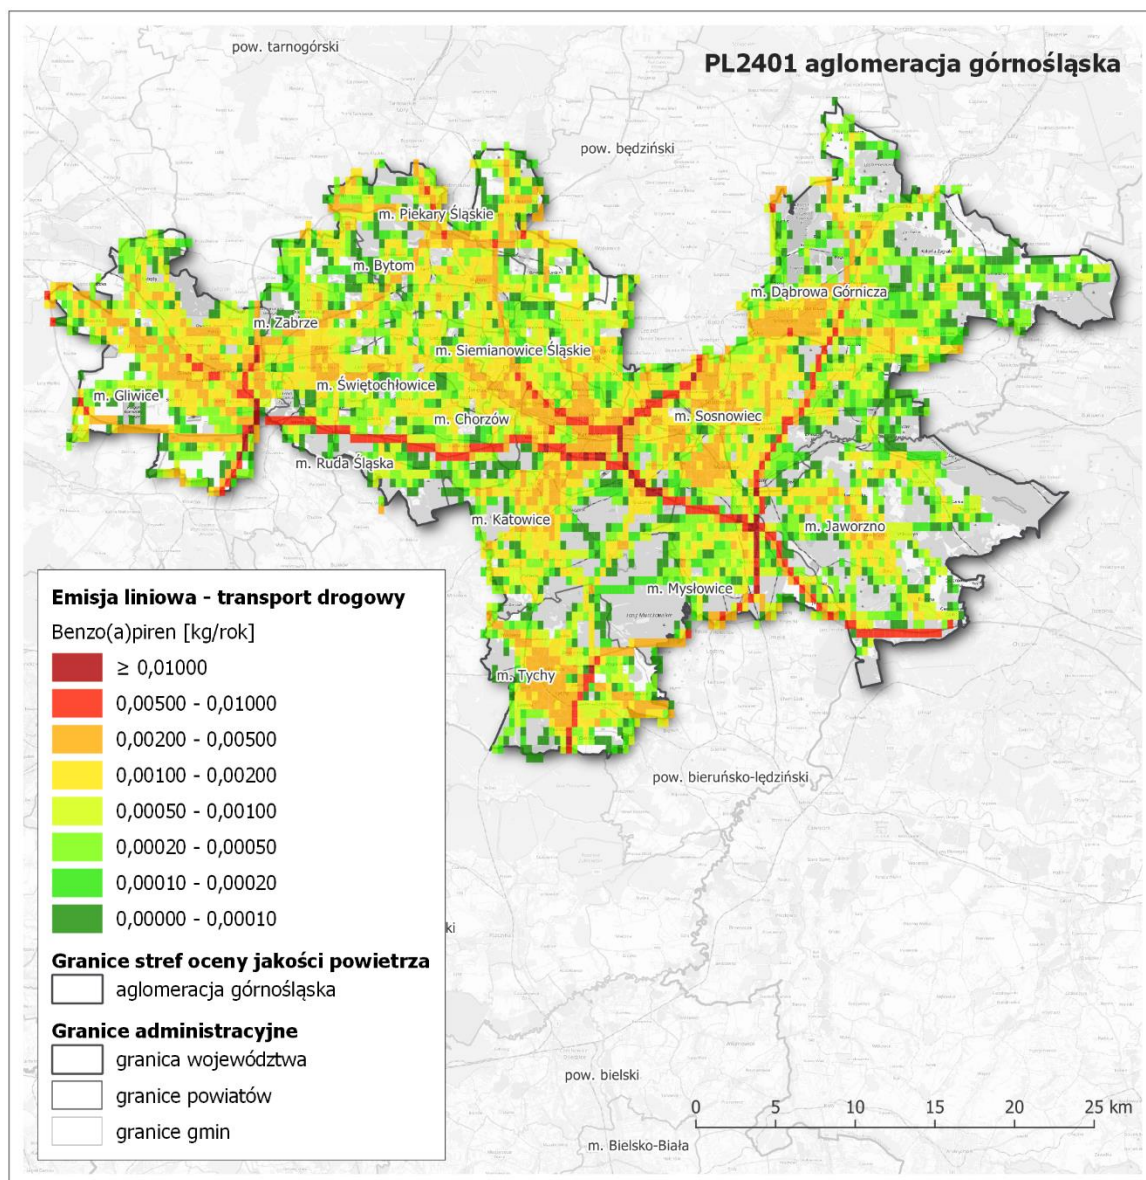 pow. tarnogórski
PL2401 aglomeracja górnośląska
pow. będziński
m. Piekary Śląskie
m. Bytom
m. Dąbrowa Górnicza
m. Zabrze
m. Siemianowice Śląskie
m. Świętochłowice
m. Gliwice
m. Chorzów
m. Sosnowiec
m. Ruda Śląska
m. Katowice
m. Jaworzno
m. Mysłowice
m. Tychy
pow. bieruńsko-lędziński
Emisja liniowa - transport drogowy
Benzo(a)piren [kg/rok]
≥ 0,01000
0,00500 - 0,01000
0,00200 - 0,00500
0,00100 - 0,00200
0,00050 - 0,00100
0,00020 - 0,00050
0,00010 - 0,00020
0,00000 - 0,00010
ki
Granice stref oceny jakości powietrza
aglomeracja górnośląska
Granice administracyjne
granica województwa
granice powiatów
granice gmin
pow. bielski
0 5 10 15 20 25 km
m. Bielsko-Biała